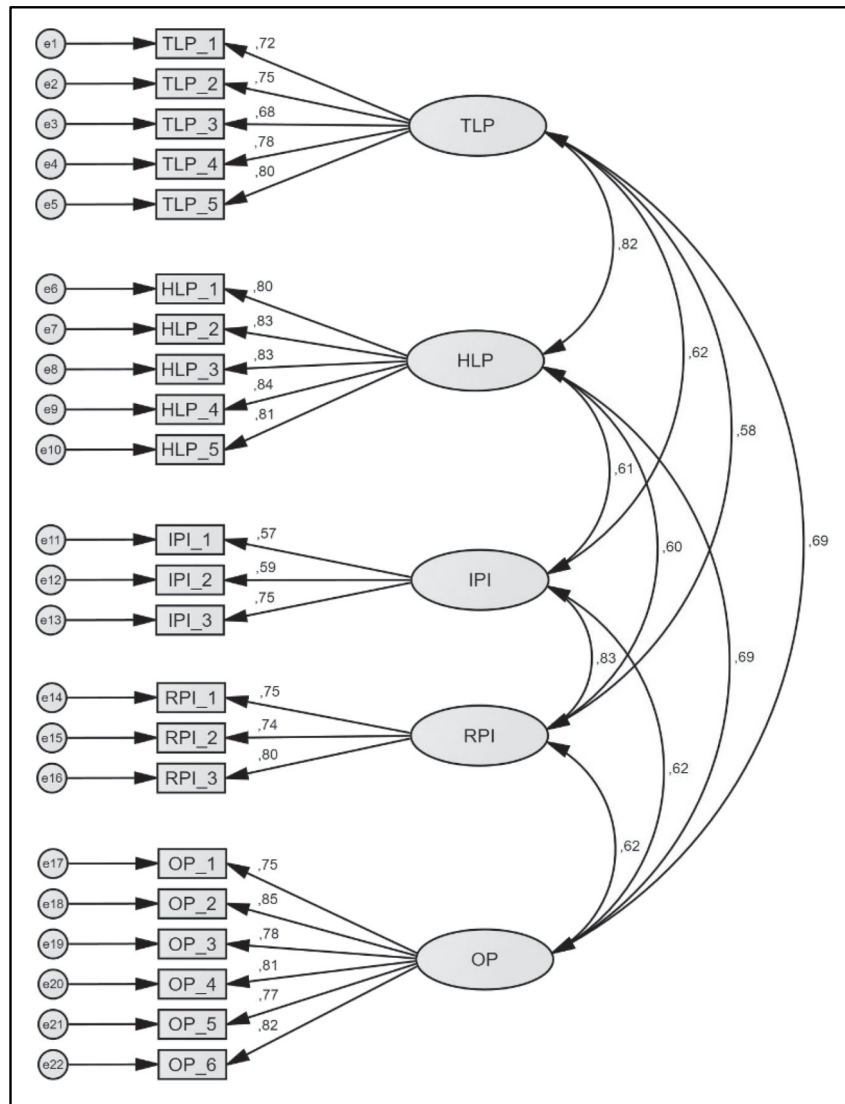 e1 TLP_1 ,72
e2 TLP_2 ,75
e3 TLP_3 ,68
e4 TLP_4 ,78
e5 TLP_5 ,80
TLP
,82
e6 HLP_1 ,80
e7 HLP_2 ,83
e8 HLP_3 ,83
e9 HLP_4 ,84
e10 HLP_5 ,81
HLP
,62
,58
,61
e11 IPI_1 ,57
e12 IPI_2 ,59
e13 IPI_3 ,75
IPI
,60
,69
,83
,69
e14 RPI_1 ,75
e15 RPI_2 ,74
e16 RPI_3 ,80
RPI
,62
,62
e17 OP_1 ,75
e18 OP_2 ,85
e19 OP_3 ,78
e20 OP_4 ,81
e21 OP_5 ,77
e22 OP_6 ,82
OP